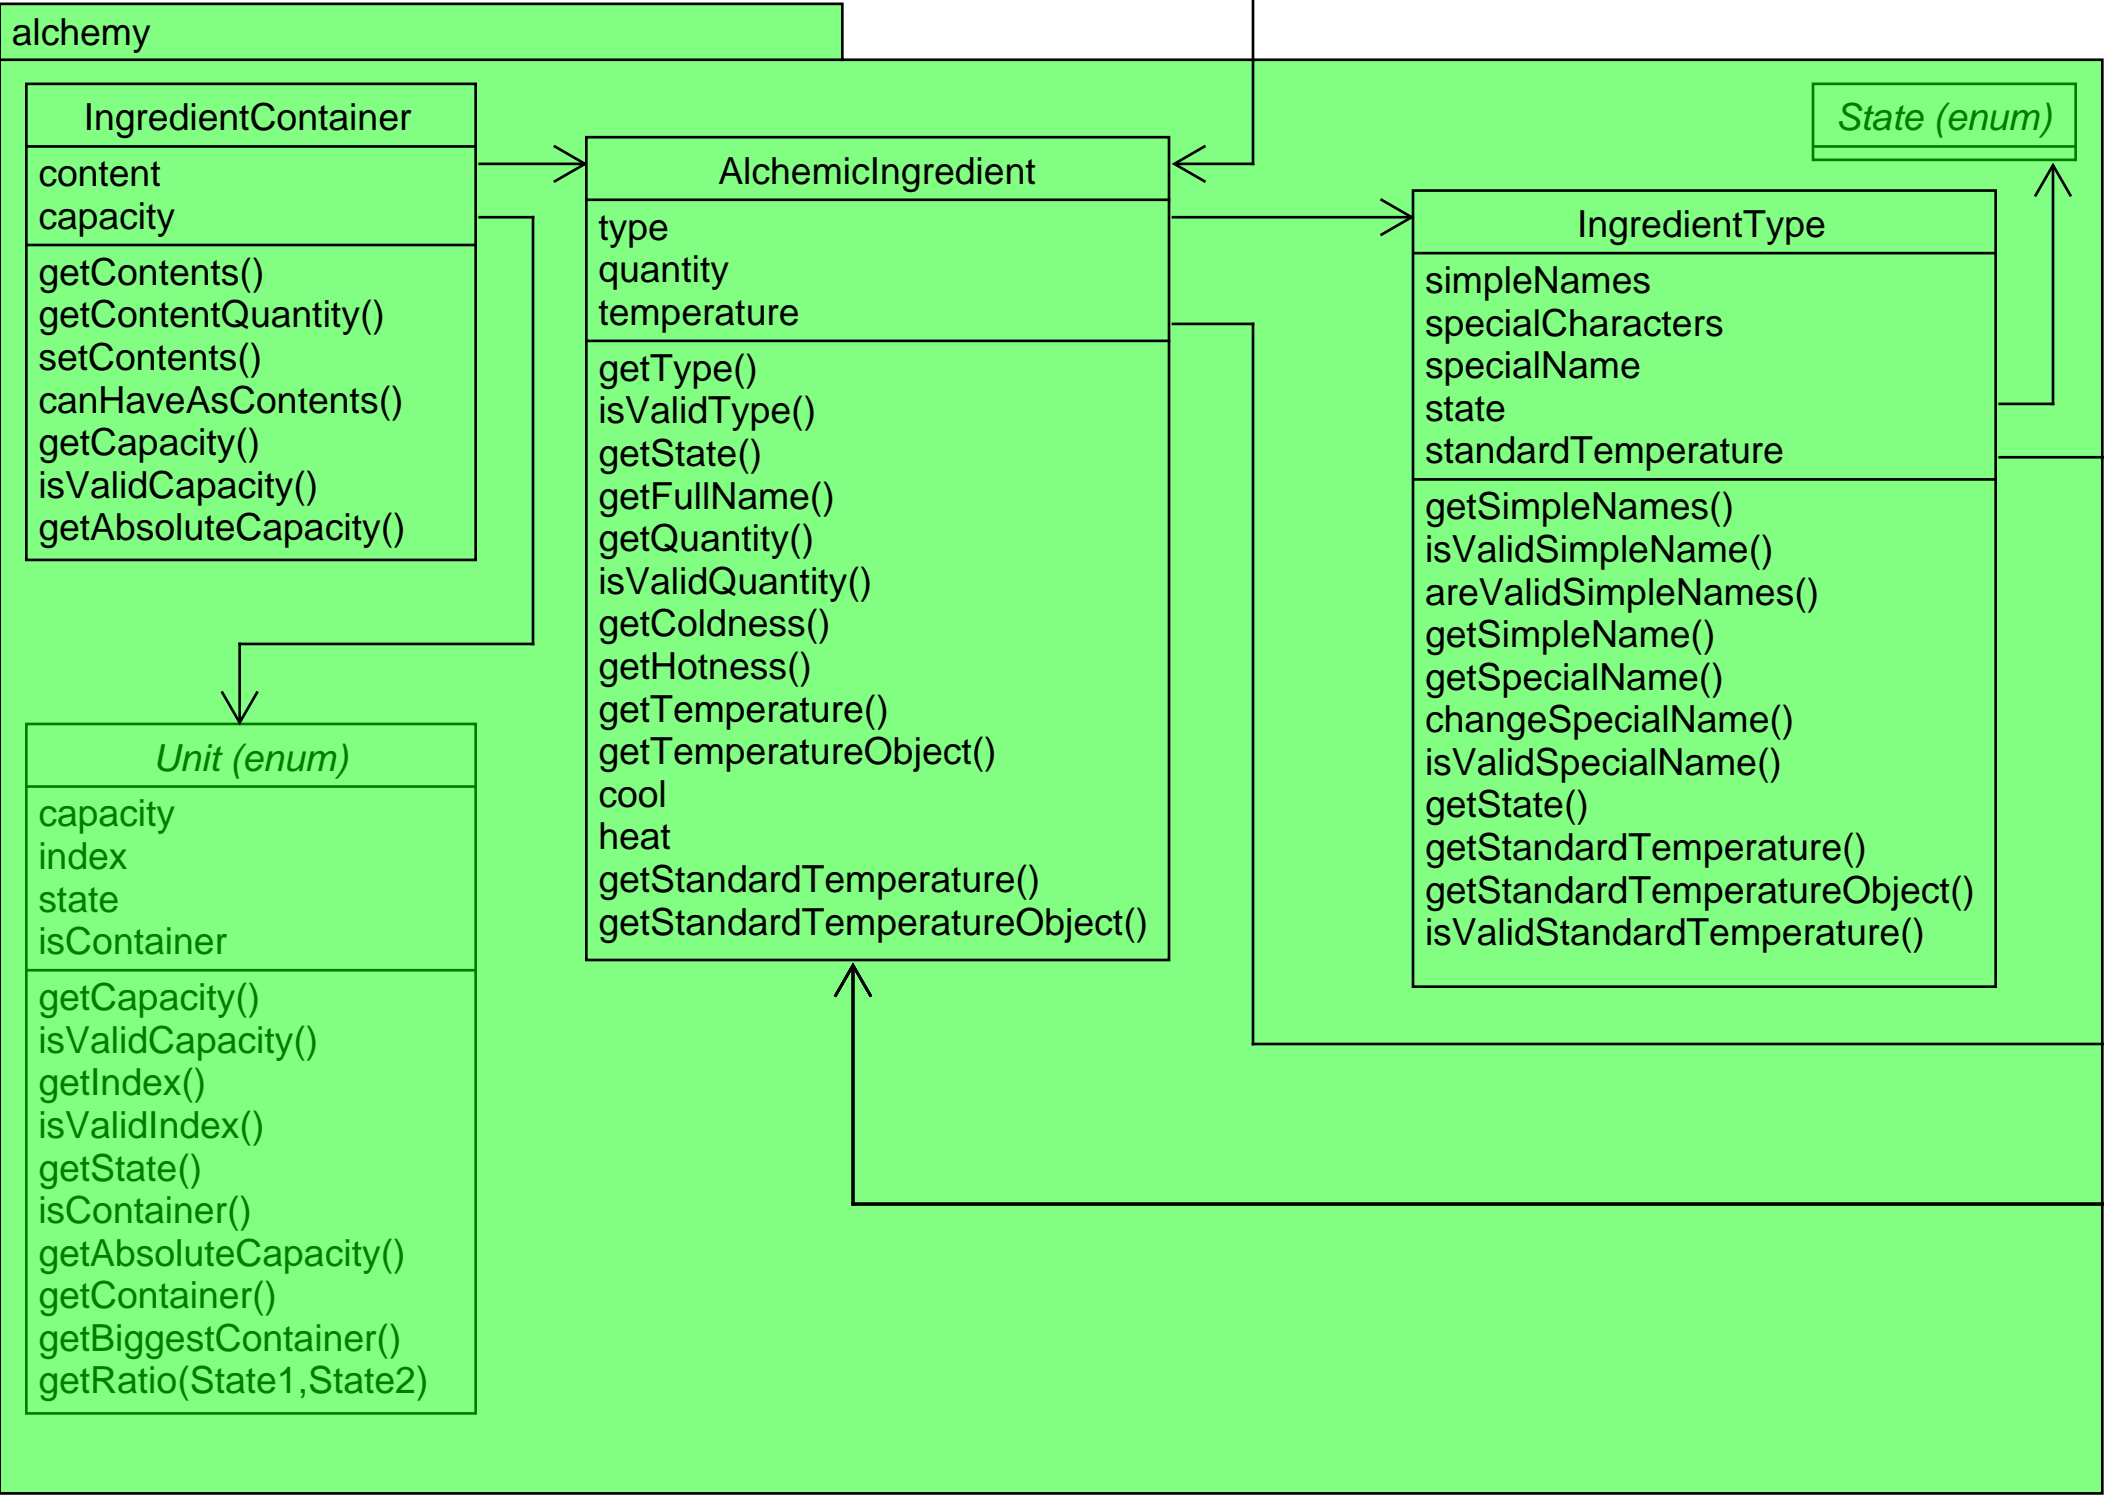 alchemy
IngredientContainer
content
capacity
getContents()
getContentQuantity()
setContents()
canHaveAsContents()
getCapacity()
isValidCapacity()
getAbsoluteCapacity()
Unit (enum)
capacity
index
state
isContainer
getCapacity()
isValidCapacity()
getIndex()
isValidIndex()
getState()
isContainer()
getAbsoluteCapacity()
getContainer()
getBiggestContainer()
getRatio(State1,State2)
AlchemicIngredient
type
quantity
temperature
getType()
isValidType()
getState()
getFullName()
getQuantity()
isValidQuantity()
getColdness()
getHotness()
getTemperature()
getTemperatureObject()
cool
heat
getStandardTemperature()
getStandardTemperatureObject()
State (enum)
IngredientType
simpleNames
specialCharacters
specialName
state
standardTemperature
getSimpleNames()
isValidSimpleName()
areValidSimpleNames()
getSimpleName()
getSpecialName()
changeSpecialName()
isValidSpecialName()
getState()
getStandardTemperature()
getStandardTemperatureObject()
isValidStandardTemperature()